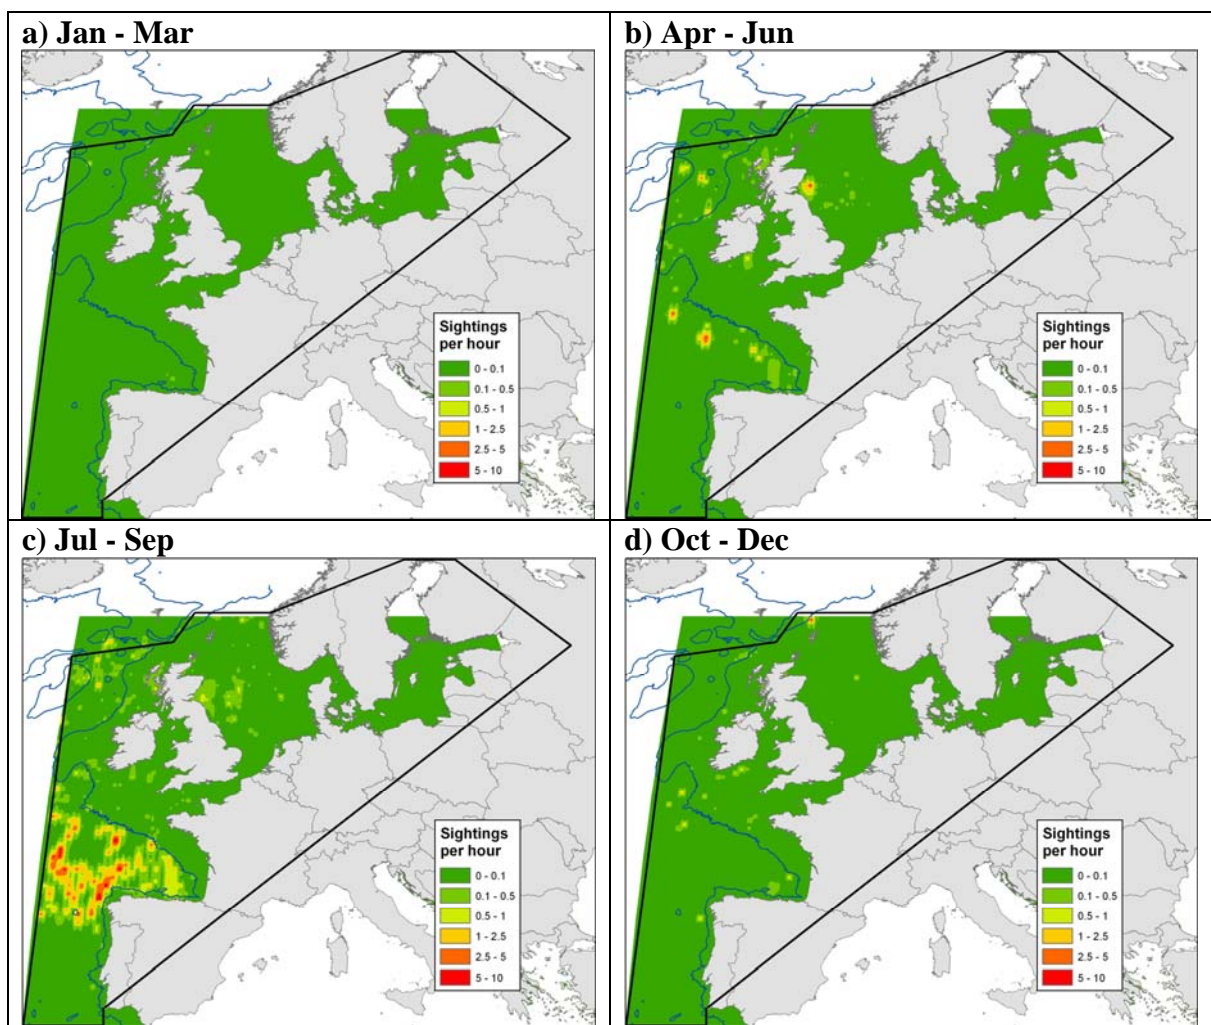 a) Jan - Mar
Sightings
per hour
0 - 0.1
0.1 - 0.5
0.5 - 1
1 - 2.5
2.5 - 5
5 - 10
b) Apr - Jun
Sightings
per hour
0 - 0.1
0.1 - 0.5
0.5 - 1
1 - 2.5
2.5 - 5
5 - 10
c) Jul - Sep
Sightings
per hour
0 - 0.1
0.1 - 0.5
0.5 - 1
1 - 2.5
2.5 - 5
5 - 10
d) Oct - Dec
Sightings
per hour
0 - 0.1
0.1 - 0.5
0.5 - 1
1 - 2.5
2.5 - 5
5 - 10